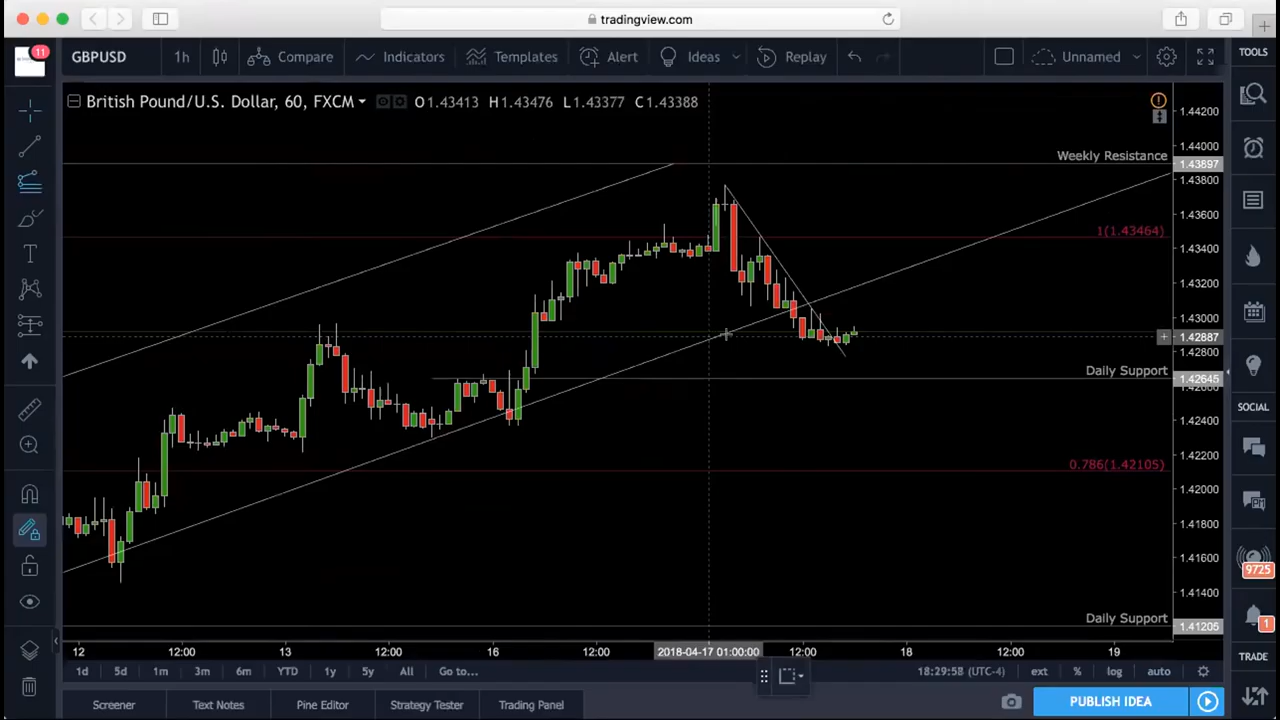 tradingview.com
11
GBPUSD 1h Compare Indicators Templates Alert Ideas Replay Unnamed
TOOLS
British Pound/U.S. Dollar, 60, FXCM O1.43413 H1.43476 L1.43377 C1.43388
1.44200
1.44000
Weekly Resistance
1.43897
1.43800
1.43600
1(1.43464)
1.43400
1.43200
1.43000
1.42887
1.42800
Daily Support
1.42645
1.42600
SOCIAL
1.42400
1.42200
0.786(1.42105)
1.42000
1.41800
1.41600
9725
1.41400
Daily Support
1.41205
1
12 12:00 13 12:00 16 12:00 2018-04-17 01:00:00 12:00 18 12:00 19
TRADE
1d 5d 1m 3m 6m YTD 1y 5y All Go to... 18:29:58 (UTC-4) ext % log auto
Screener Text Notes Pine Editor Strategy Tester Trading Panel PUBLISH IDEA